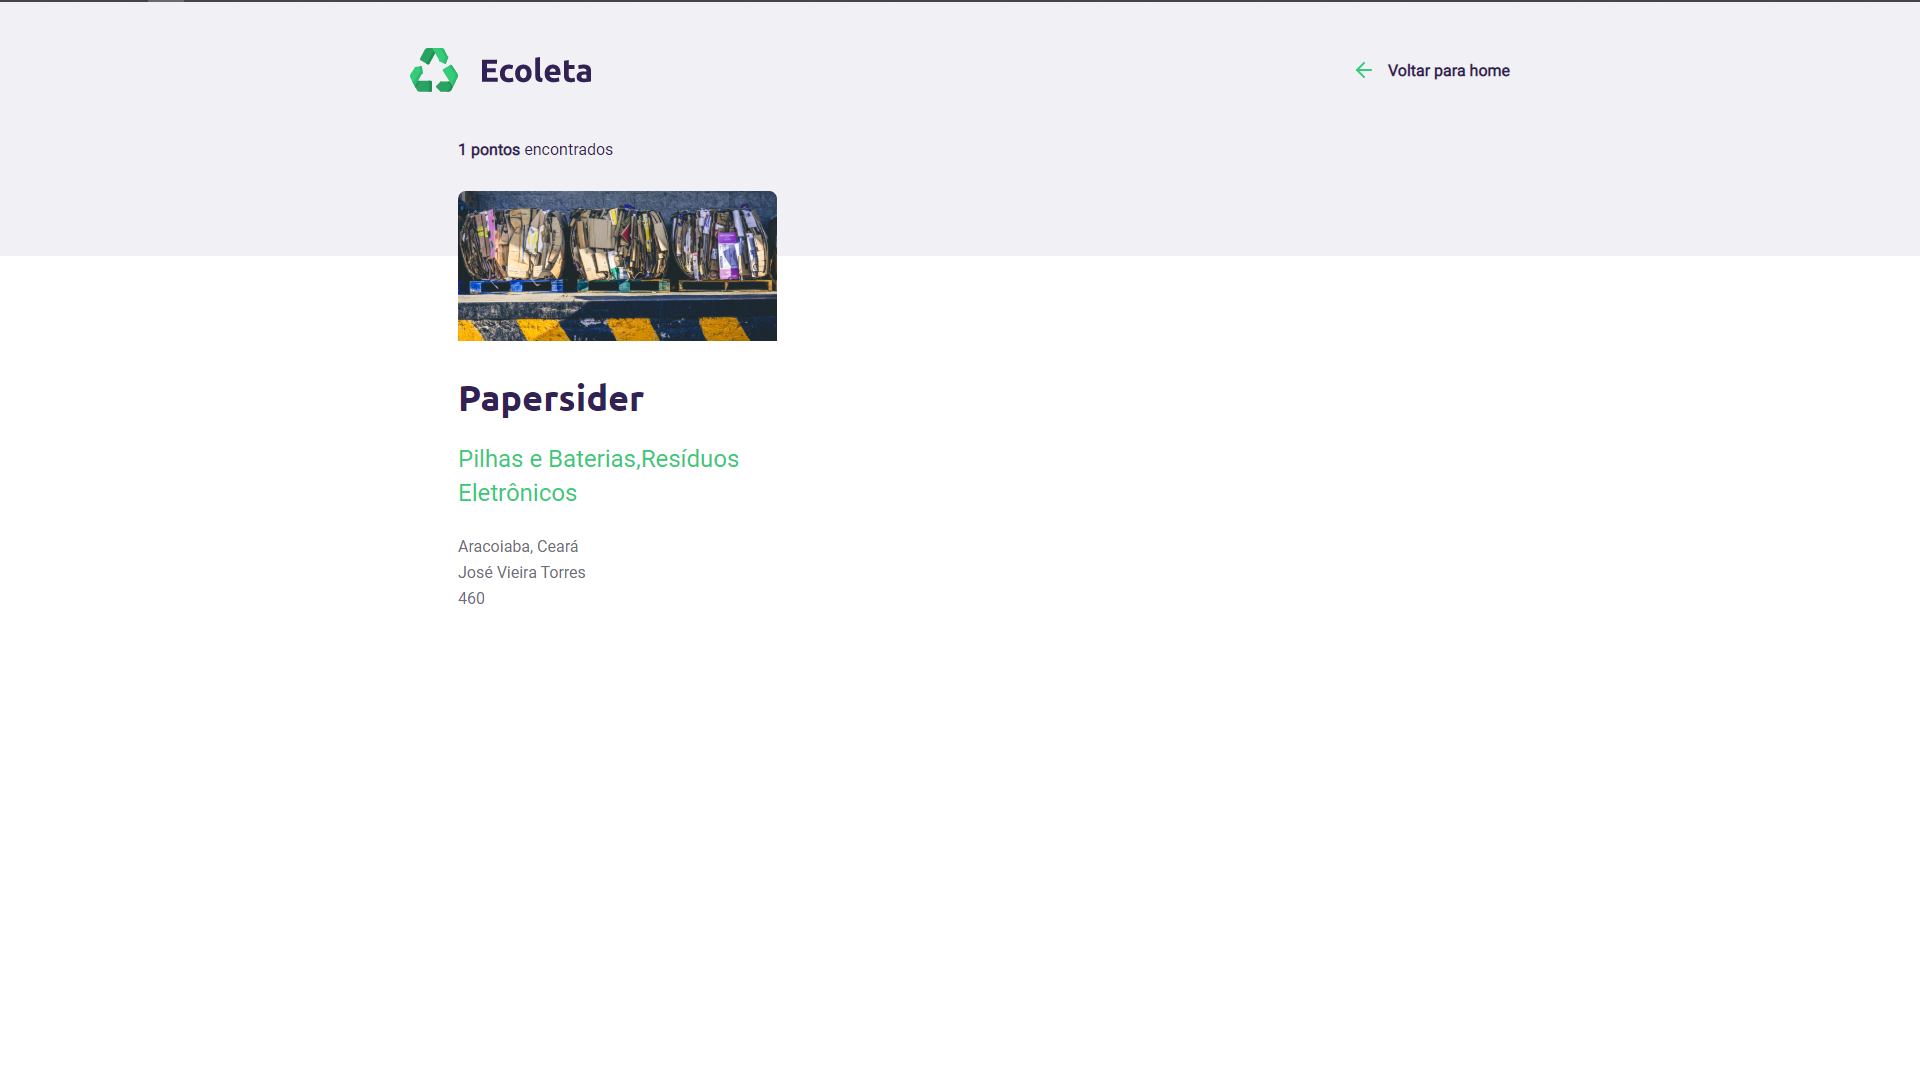 Ecoleta
Voltar para home
1 pontos encontrados
Papersider
Pilhas e Baterias,Resíduos
Eletrônicos
Aracoiaba, Ceará
José Vieira Torres
460